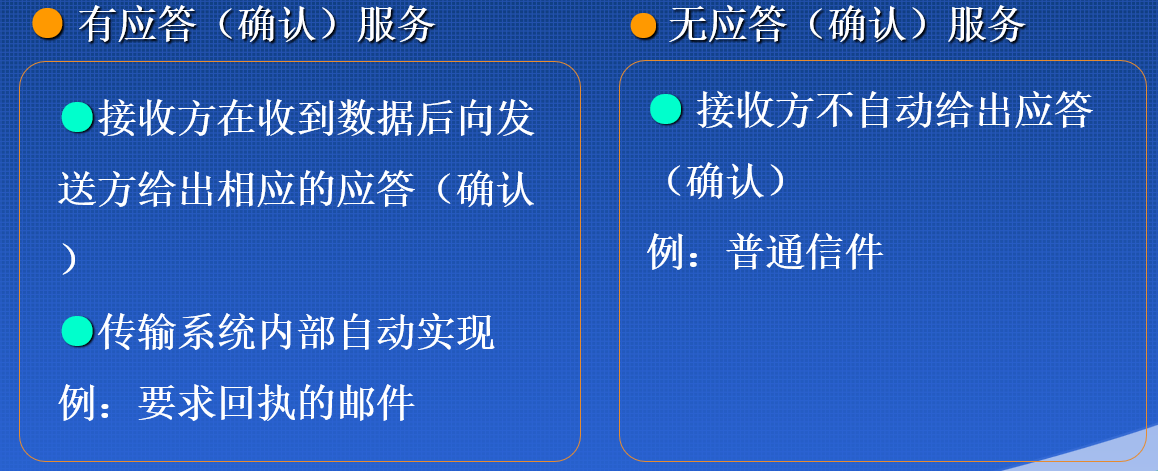 有应答（确认）服务
接收方在收到数据后向发
送方给出相应的应答（确认
）
传输系统内部自动实现
例：要求回执的邮件
无应答（确认）服务
接收方不自动给出应答
（确认）
例：普通信件